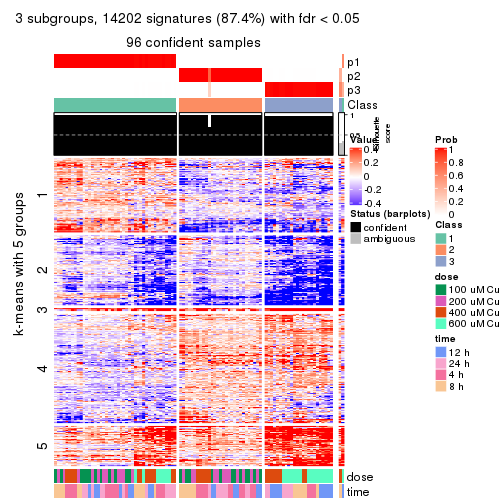 3 subgroups, 14202 signatures (87.4%) with fdr < 0.05
96 confident samples
p1
p2
p3
Class
1
0.5
Silhouette
score
k-means with 5 groups
1
2
3
4
5
dose
time
Value
0.4
0.2
0
-0.2
-0.4
Status (barplots)
confident
ambiguous
Prob
1
0.8
0.6
0.4
0.2
0
Class
1
2
3
dose
100 uM Cu
200 uM Cu
400 uM Cu
600 uM Cu
time
12 h
24 h
4 h
8 h